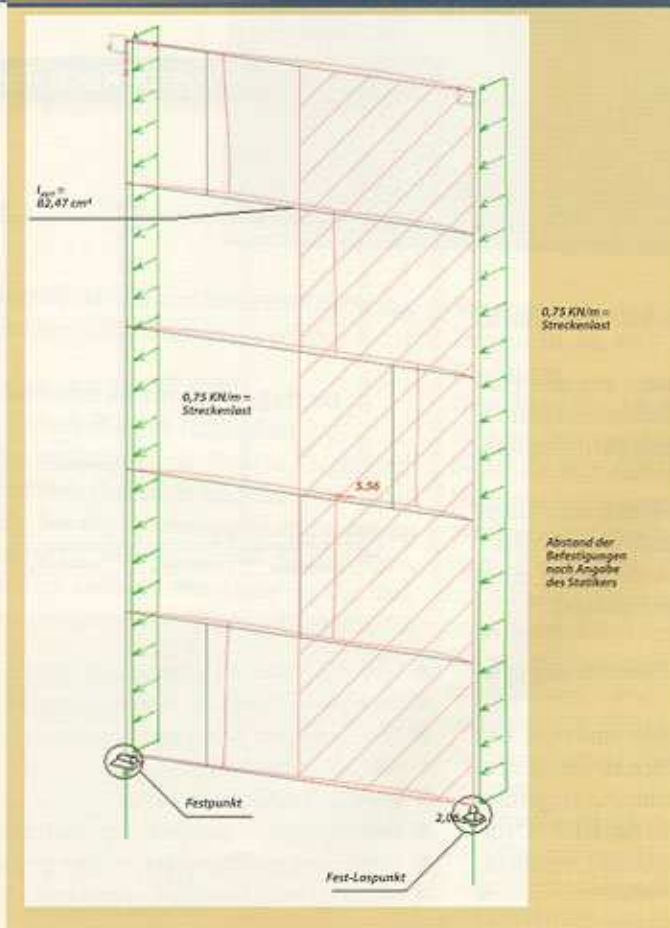 I_erf =
82,47 cm⁴
0,75 KN/m =
Streckenlast
0,75 KN/m =
Streckenlast
5.56
Abstand der
Befestigungen
nach Angabe
des Statikers
Festpunkt
2,06
Fest-Lospunkt